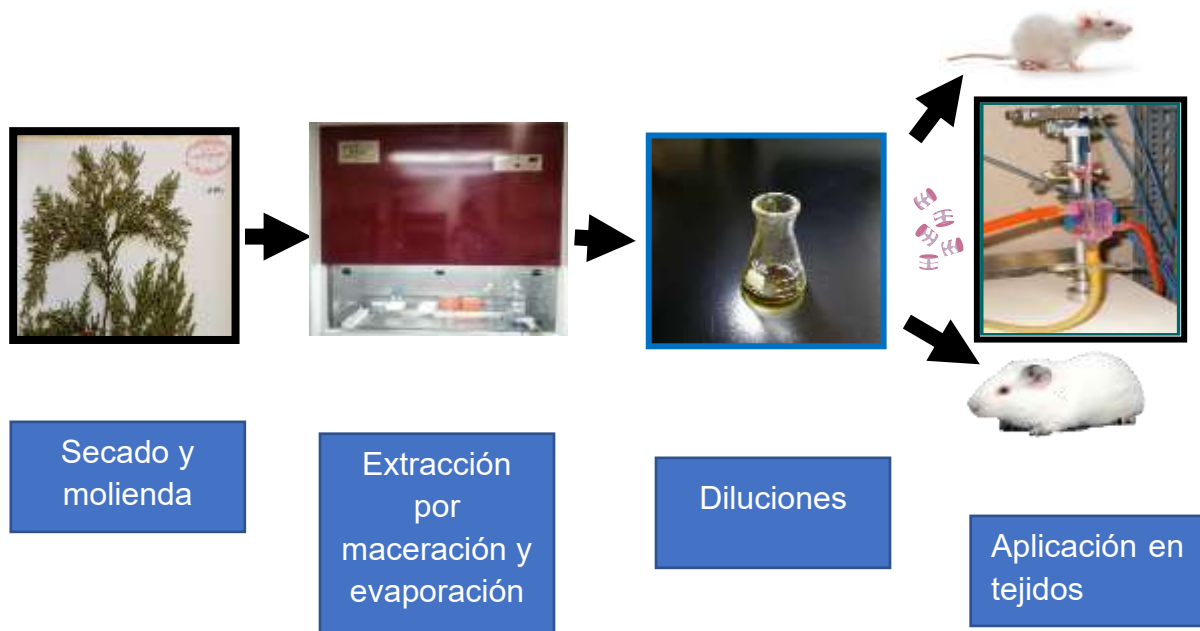 Secado y
molienda
Extracción
por
maceración y
evaporación
Diluciones
Aplicación en
tejidos